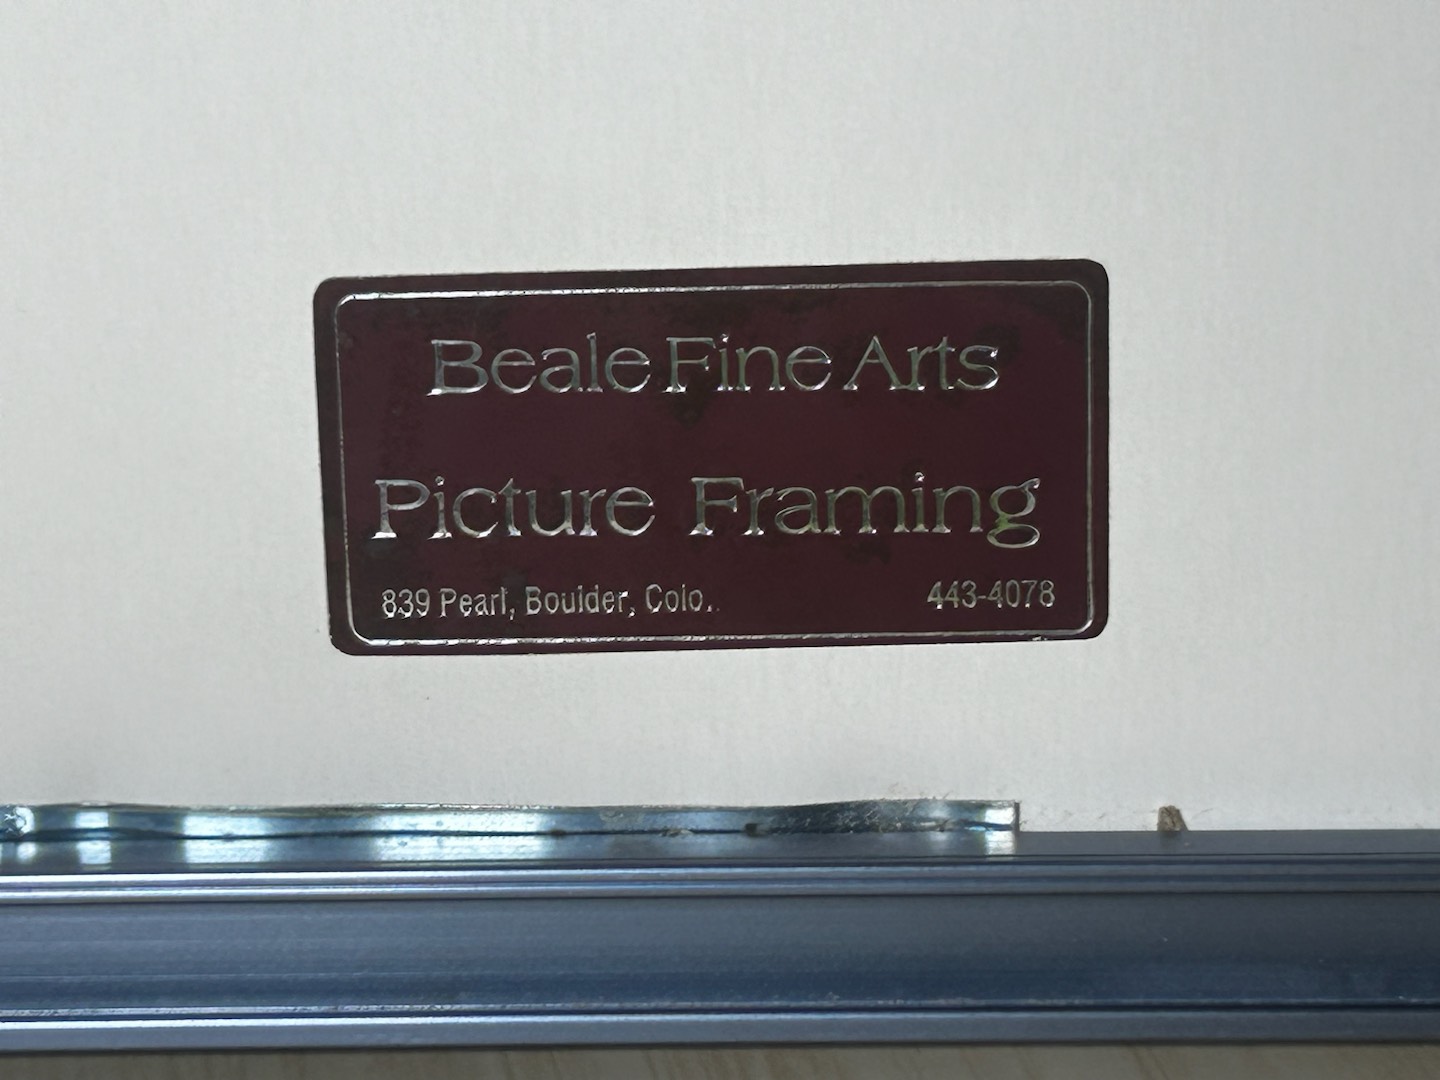 Beale Fine Arts
Picture Framing
839 Pearl, Boulder, Colo. 443-4078